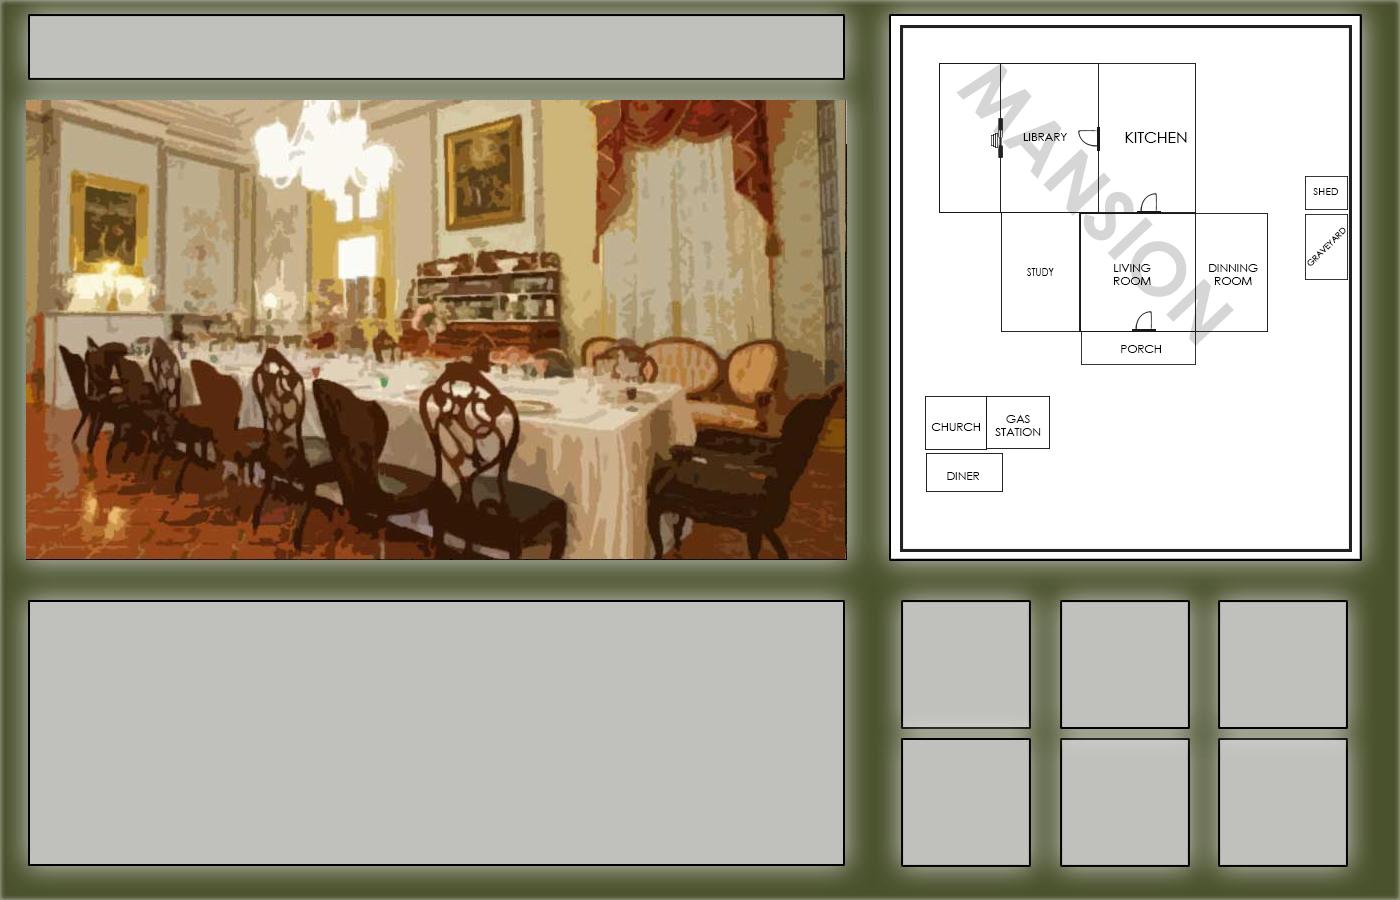 MANSION
LIBRARY
KITCHEN
SHED
GRAVEYARD
STUDY
LIVING
ROOM
DINNING
ROOM
PORCH
CHURCH
GAS
STATION
DINER